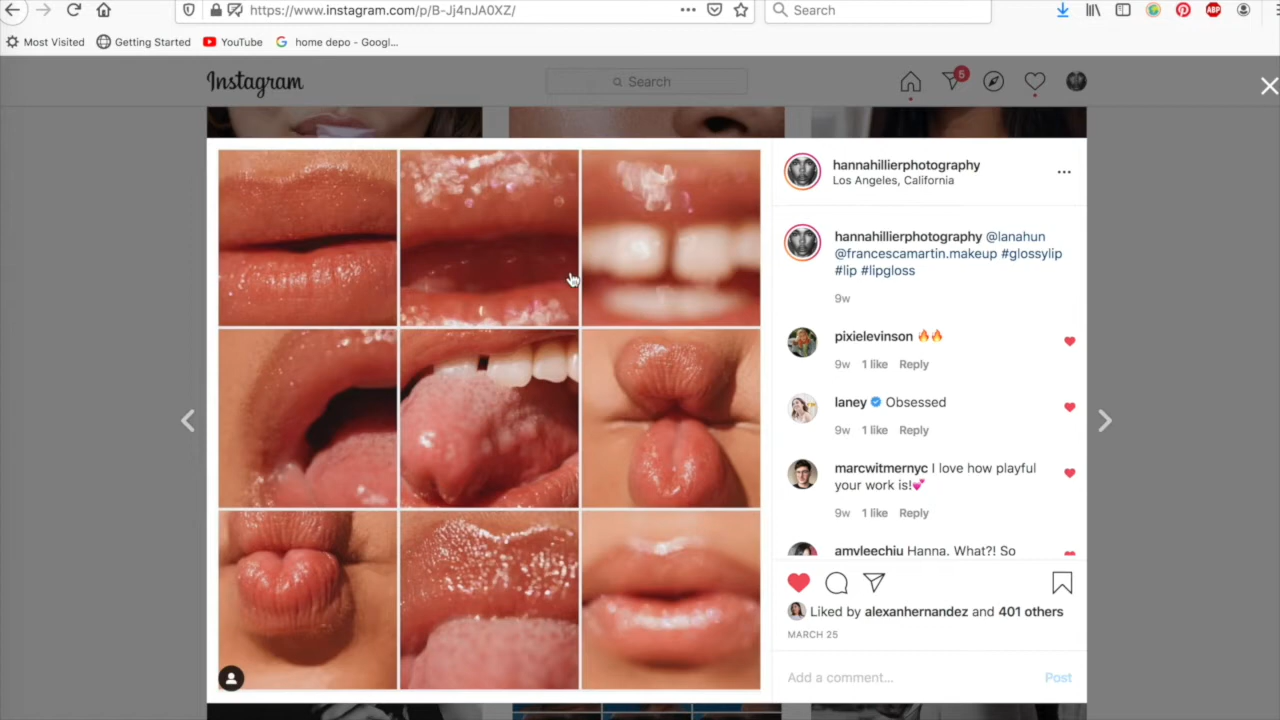 https://www.instagram.com/p/B-Jj4nJA0XZ/
Search
Most Visited
Getting Started
YouTube
home depo - Googl...
ABP
Instagram
Search
5
hannahillierphotography
Los Angeles, California
hannahillierphotography @lanahun
@francescamartin.makeup #glossylip
#lip #lipgloss
9w
pixielevinson 🔥🔥
9w 1 like Reply
laney Obsessed
9w 1 like Reply
marcwitmernyc I love how playful
your work is!💕
9w 1 like Reply
amyleechiu Hanna. What?! So
Liked by alexanhernandez and 401 others
MARCH 25
Add a comment...
Post